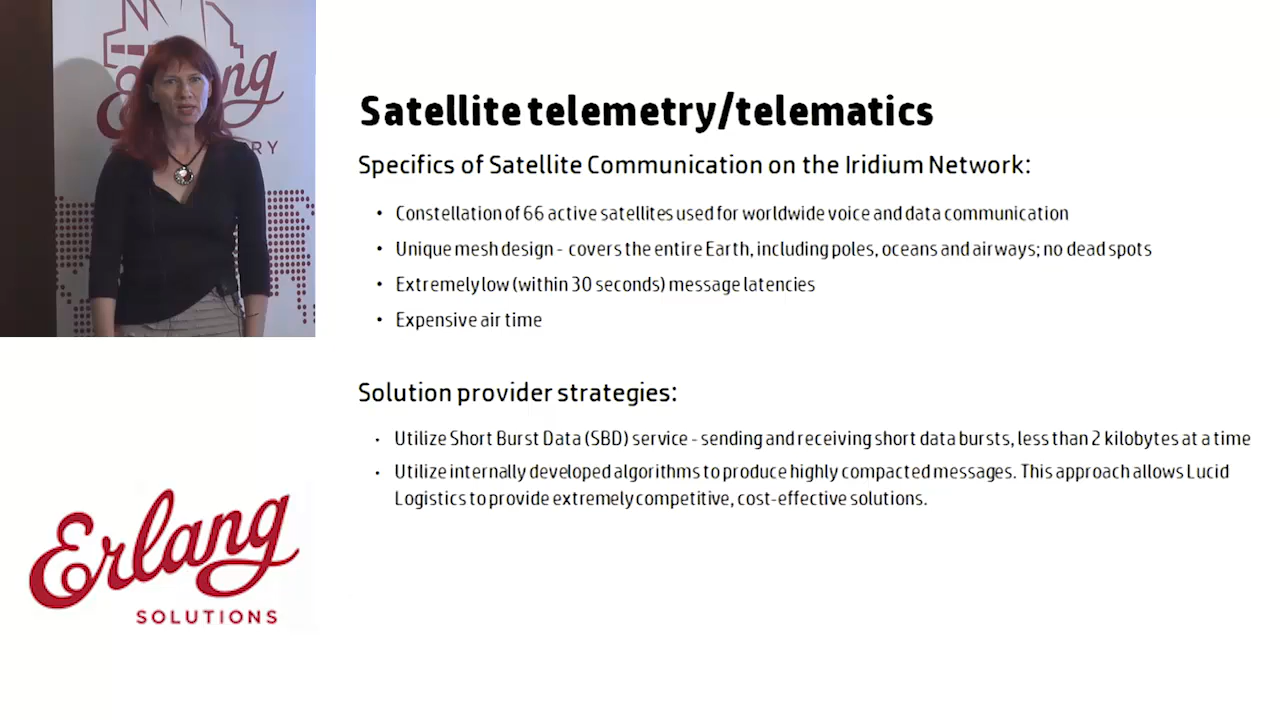 Erlang
RY
Satellite telemetry/telematics
Specifics of Satellite Communication on the Iridium Network:
• Constellation of 66 active satellites used for worldwide voice and data communication
• Unique mesh design - covers the entire Earth, including poles, oceans and airways; no dead spots
• Extremely low (within 30 seconds) message latencies
• Expensive air time
Solution provider strategies:
• Utilize Short Burst Data (SBD) service - sending and receiving short data bursts, less than 2 kilobytes at a time
• Utilize internally developed algorithms to produce highly compacted messages. This approach allows Lucid
Logistics to provide extremely competitive, cost-effective solutions.
Erlang
SOLUTIONS